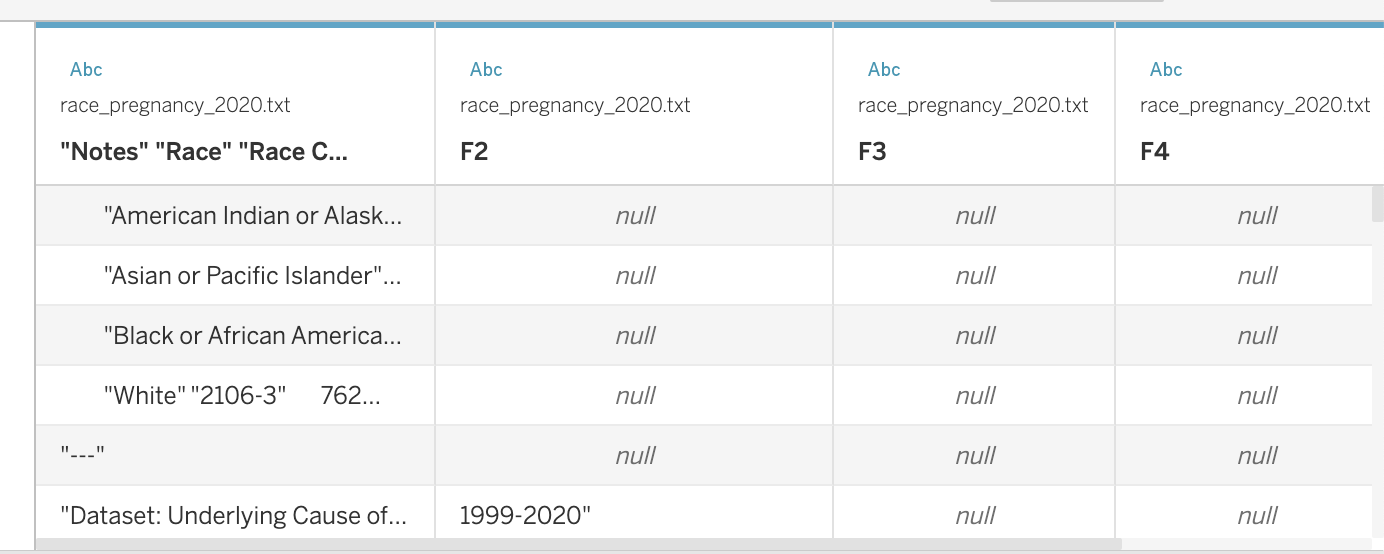 Abc Abc Abc Abc
race_pregnancy_2020.txt race_pregnancy_2020.txt race_pregnancy_2020.txt race_pregnancy_2020.txt
"Notes" "Race" "Race C... F2 F3 F4
"American Indian or Alask... null null null
"Asian or Pacific Islander"... null null null
"Black or African America... null null null
"White" "2106-3" 762... null null null
"---" null null null
"Dataset: Underlying Cause of... 1999-2020" null null